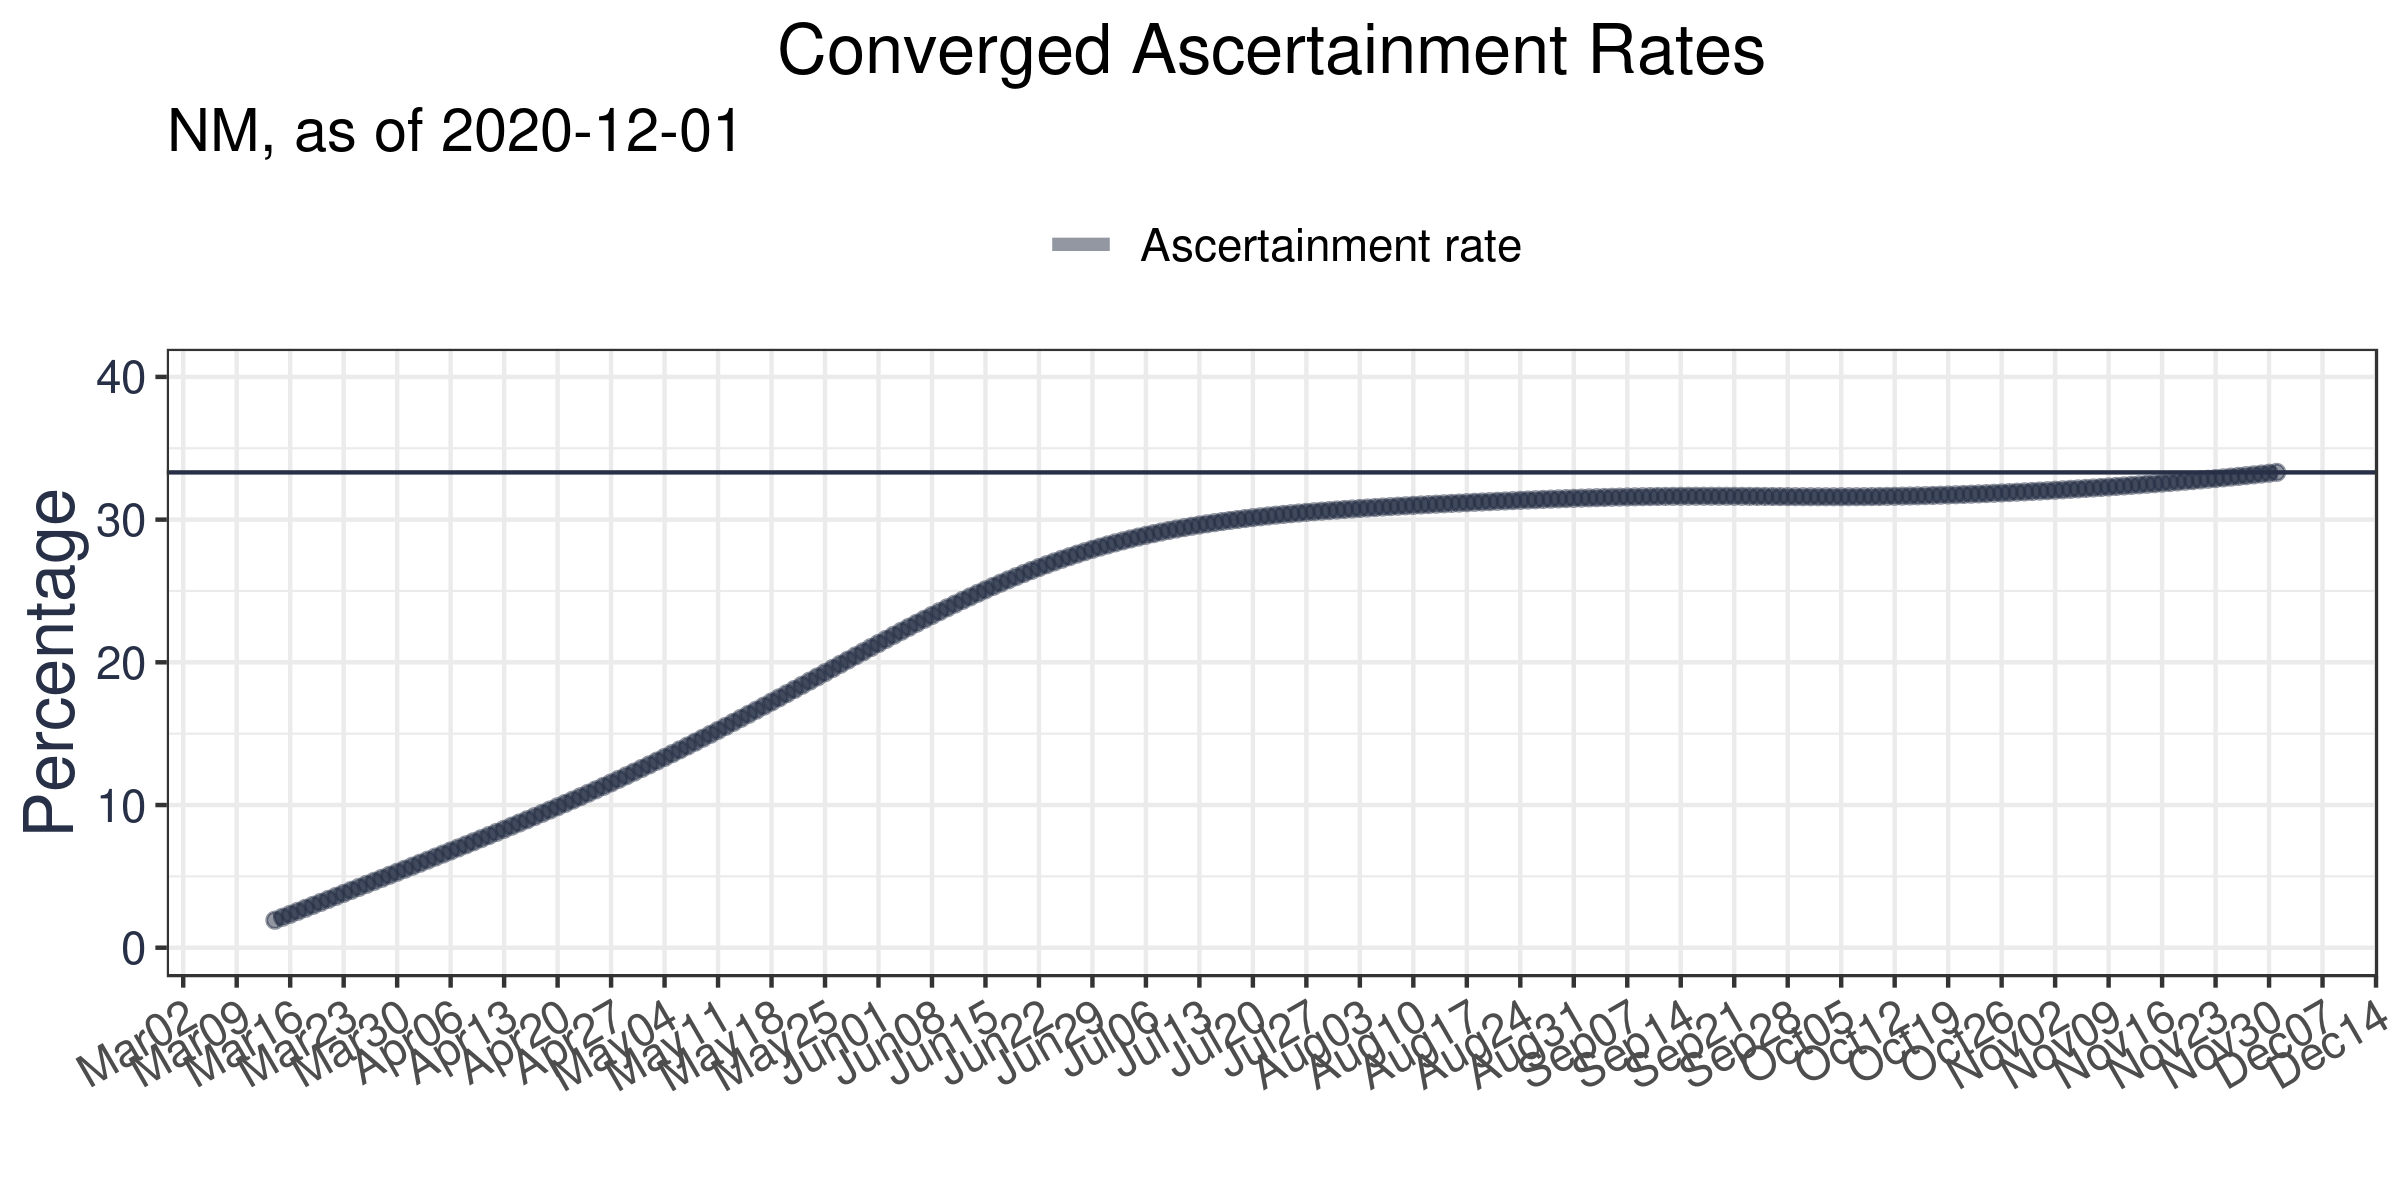 Converged Ascertainment Rates
NM, as of 2020-12-01
Ascertainment rate
Percentage
40
30
20
10
0
Mar02
Mar09
Mar16
Mar23
Mar30
Apr06
Apr13
Apr20
Apr27
May04
May11
May18
May25
Jun01
Jun08
Jun15
Jun22
Jun29
Jul06
Jul13
Jul20
Jul27
Aug03
Aug10
Aug17
Aug24
Aug31
Sep07
Sep14
Sep21
Sep28
Oct05
Oct12
Oct19
Oct26
Nov02
Nov09
Nov16
Nov23
Nov30
Dec07
Dec14